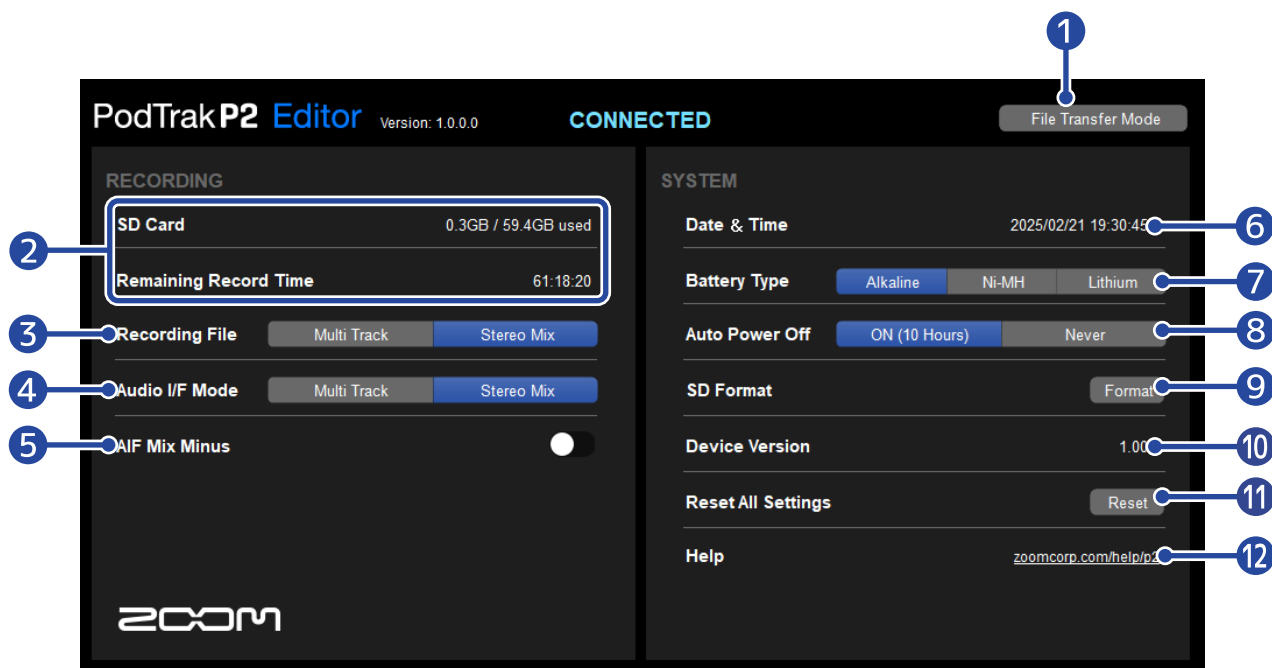 1
PodTrak P2 Editor Version: 1.0.0.0 CONNECTED File Transfer Mode
RECORDING
2
SD Card 0.3GB / 59.4GB used
Remaining Record Time 61:18:20
3 Recording File Multi Track Stereo Mix
4 Audio I/F Mode Multi Track Stereo Mix
5 AIF Mix Minus
ZOOM
SYSTEM
Date & Time 2025/02/21 19:30:45 6
Battery Type Alkaline Ni-MH Lithium 7
Auto Power Off ON (10 Hours) Never 8
SD Format Format 9
Device Version 1.00 10
Reset All Settings Reset 11
Help zoomcorp.com/help/p2 12